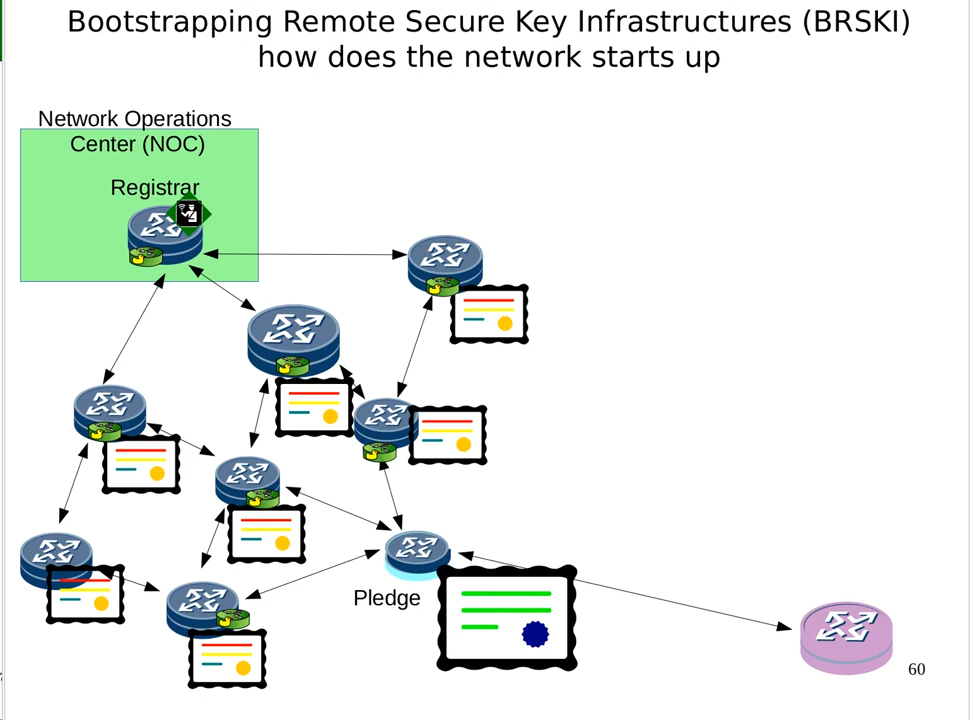 Bootstrapping Remote Secure Key Infrastructures (BRSKI)
how does the network starts up
Network Operations
Center (NOC)
Registrar
Pledge
60